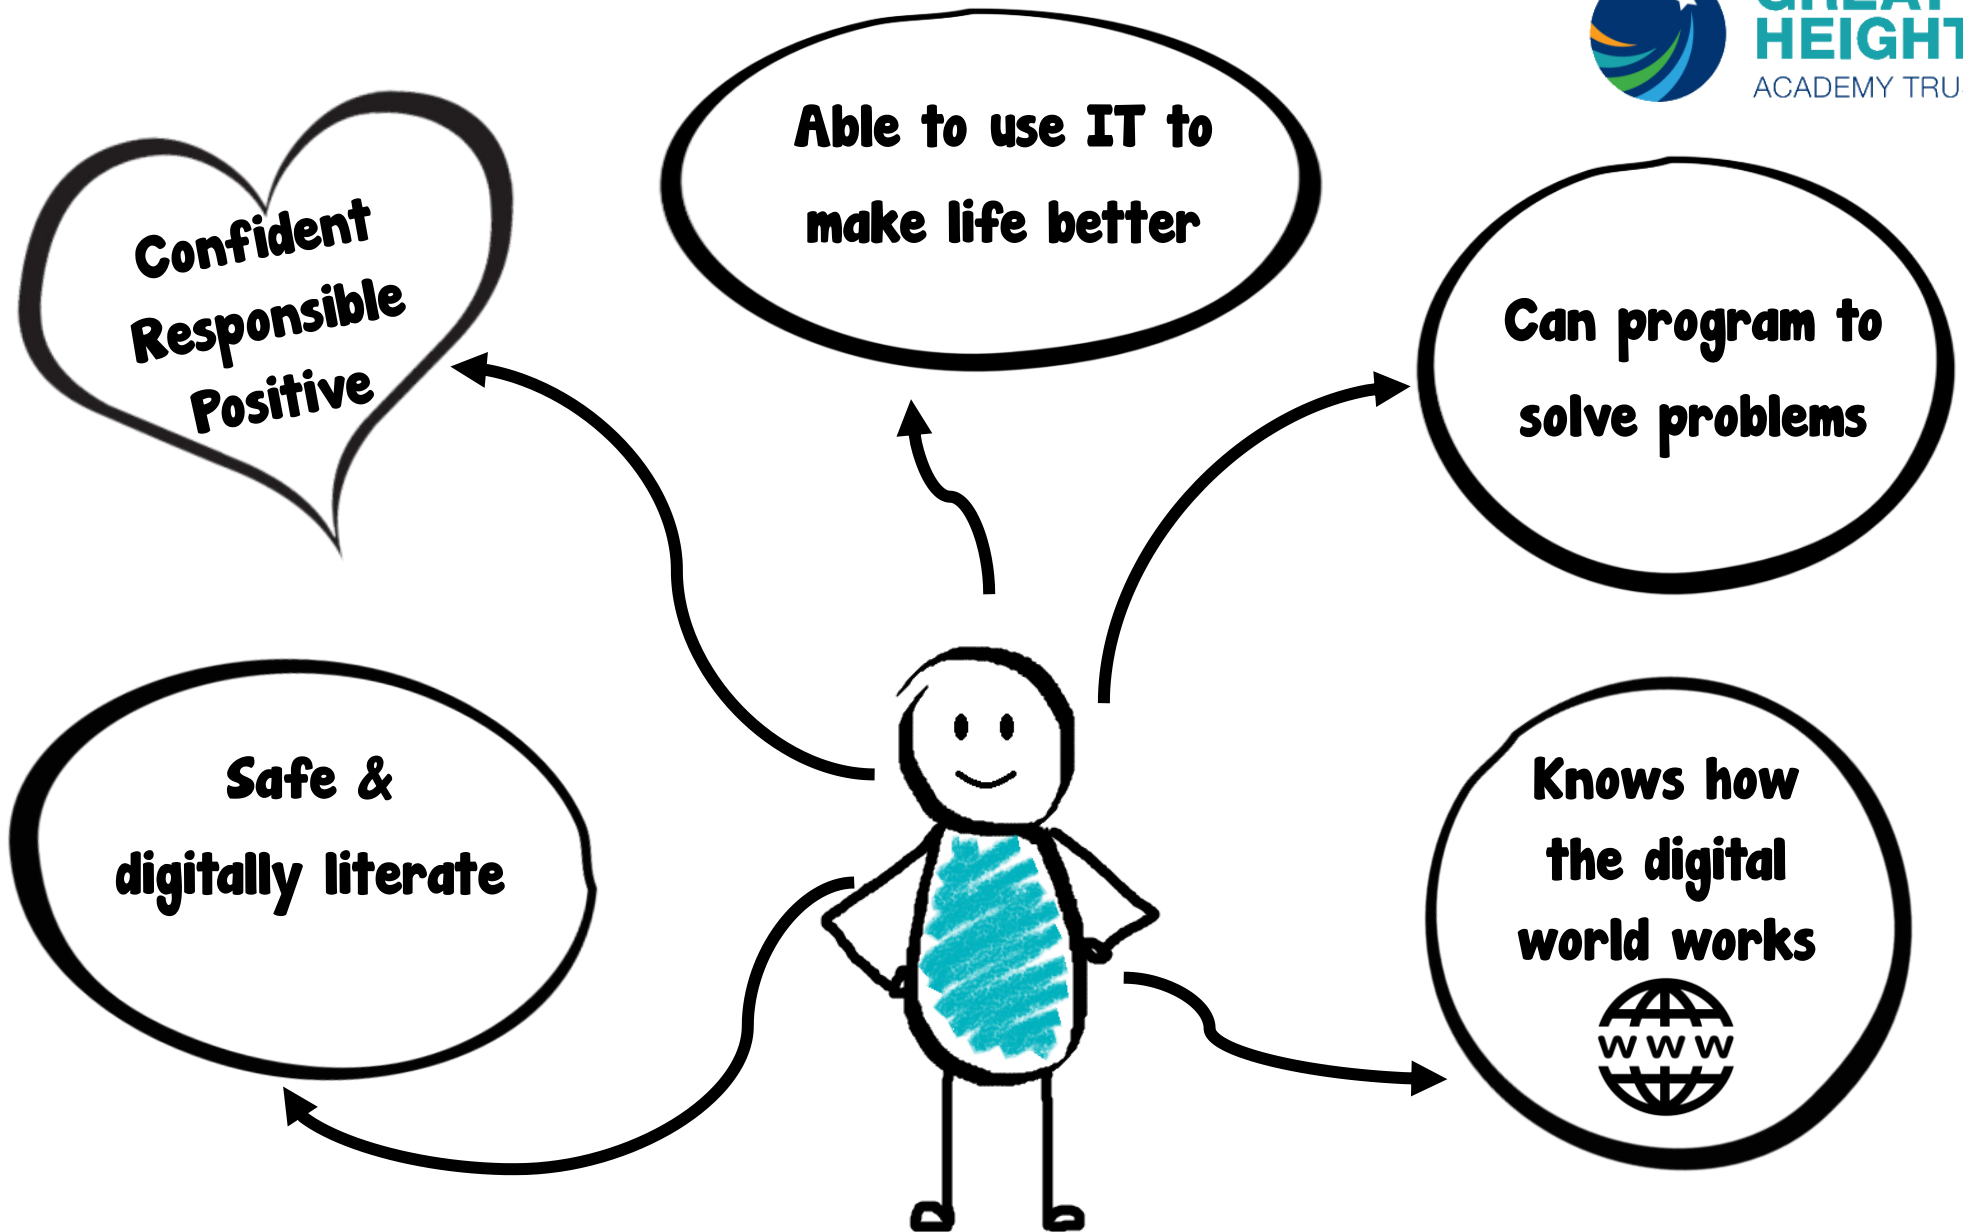 GREAT
HEIGHT
ACADEMY TRU
Able to use IT to
make life better
Confident
Responsible
Positive
Can program to
solve problems
Safe &
digitally literate
Knows how
the digital
world works
WWW